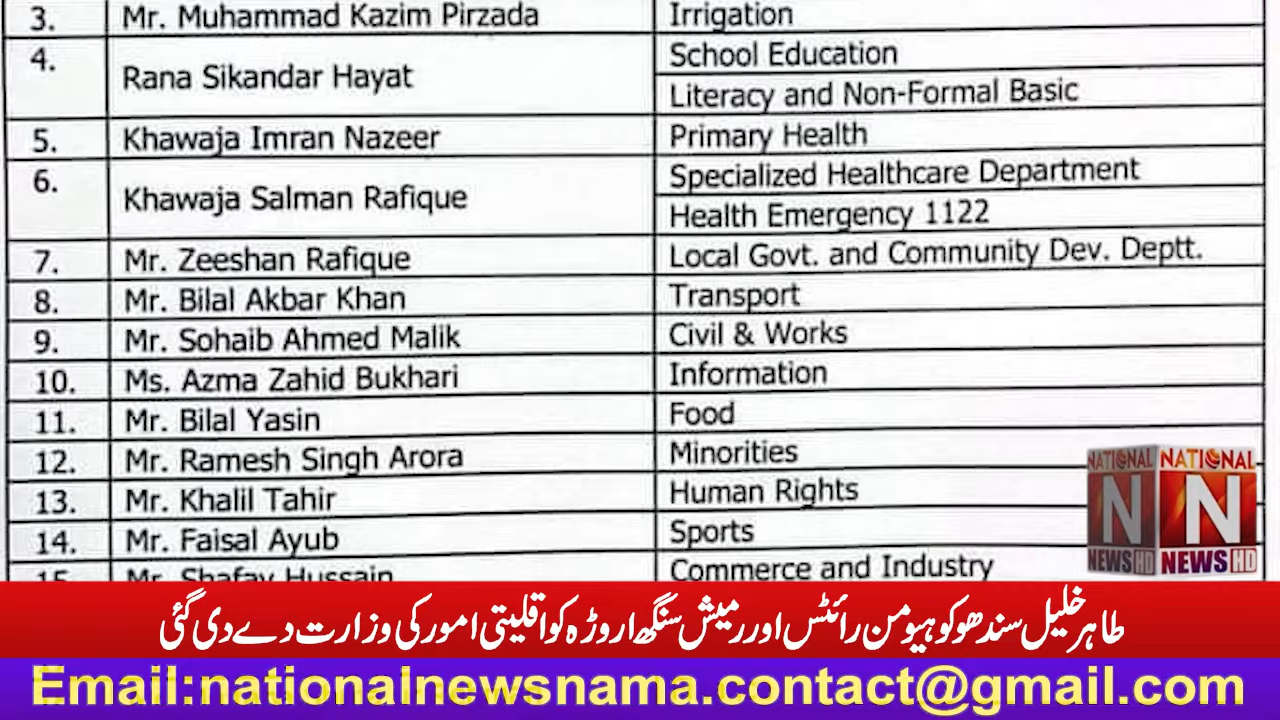 3. Mr. Muhammad Kazim Pirzada Irrigation
4. Rana Sikandar Hayat School Education
Literacy and Non-Formal Basic
5. Khawaja Imran Nazeer Primary Health
6. Khawaja Salman Rafique Specialized Healthcare Department
Health Emergency 1122
7. Mr. Zeeshan Rafique Local Govt. and Community Dev. Deptt.
8. Mr. Bilal Akbar Khan Transport
9. Mr. Sohaib Ahmed Malik Civil & Works
10. Ms. Azma Zahid Bukhari Information
11. Mr. Bilal Yasin Food
12. Mr. Ramesh Singh Arora Minorities
13. Mr. Khalil Tahir Human Rights
14. Mr. Faisal Ayub Sports
15. Mr. Shafay Hussain Commerce and Industry
NATIONAL NATIONAL
N N
NEWS HD NEWS HD
طاہر خلیل سندھو کو ہیومن رائٹس اور رمیش سنگھ اروڑہ کو اقلیتی امور کی وزارت دے دی گئی
Email:nationalnewsnama.contact@gmail.com